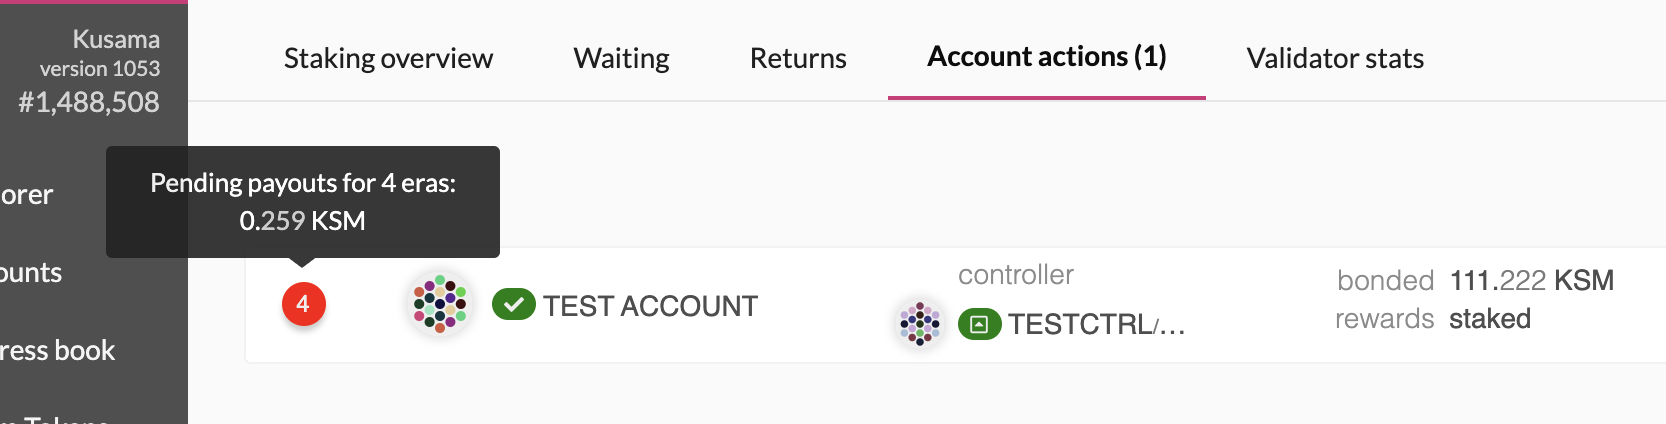 Kusama
version 1053
#1,488,508
Staking overview
Waiting
Returns
Account actions (1)
Validator stats
Pending payouts for 4 eras:
0.259 KSM
orer
ounts
ress book
4
TEST ACCOUNT
controller
TESTCTRL/...
bonded 111.222 KSM
rewards staked